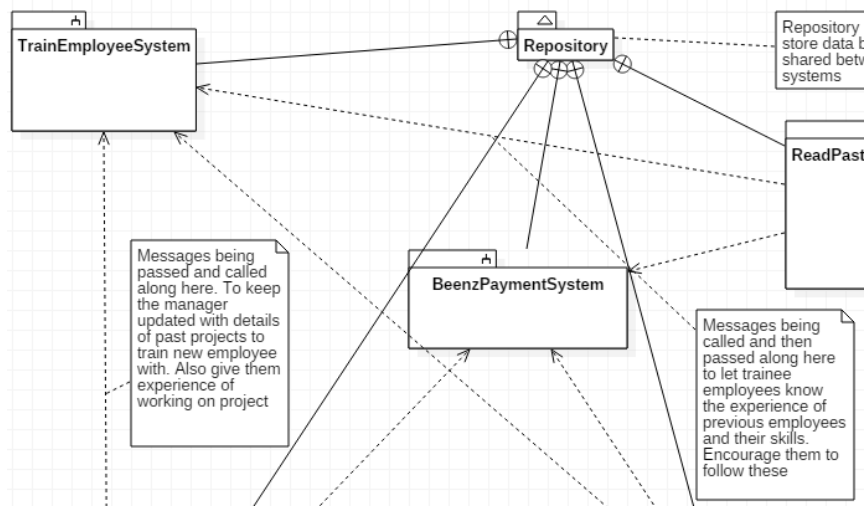 TrainEmployeeSystem
Repository
Repository
store data b
shared betw
systems
ReadPast
Messages being
passed and called
along here. To keep
the manager
updated with details
of past projects to
train new employee
with. Also give them
experience of
working on project
BeenzPaymentSystem
Messages being
called and then
passed along here
to let trainee
employees know
the experience of
previous employees
and their skills.
Encourage them to
follow these